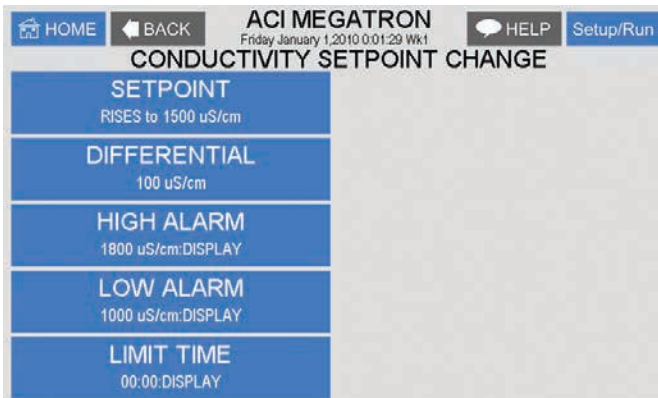 HOME
BACK
ACI MEGATRON
Friday January 1,2010 0:01:29 Wk1
HELP
Setup/Run
CONDUCTIVITY SETPOINT CHANGE
SETPOINT
RISES to 1500 uS/cm
DIFFERENTIAL
100 uS/cm
HIGH ALARM
1800 uS/cm:DISPLAY
LOW ALARM
1000 uS/cm:DISPLAY
LIMIT TIME
00:00:DISPLAY